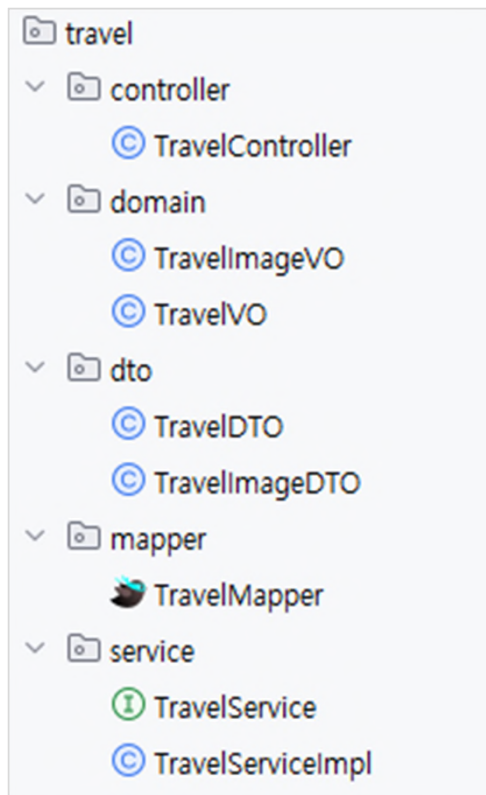 travel
controller
TravelController
domain
TravelImageVO
TravelVO
dto
TravelDTO
TravelImageDTO
mapper
TravelMapper
service
TravelService
TravelServiceImpl